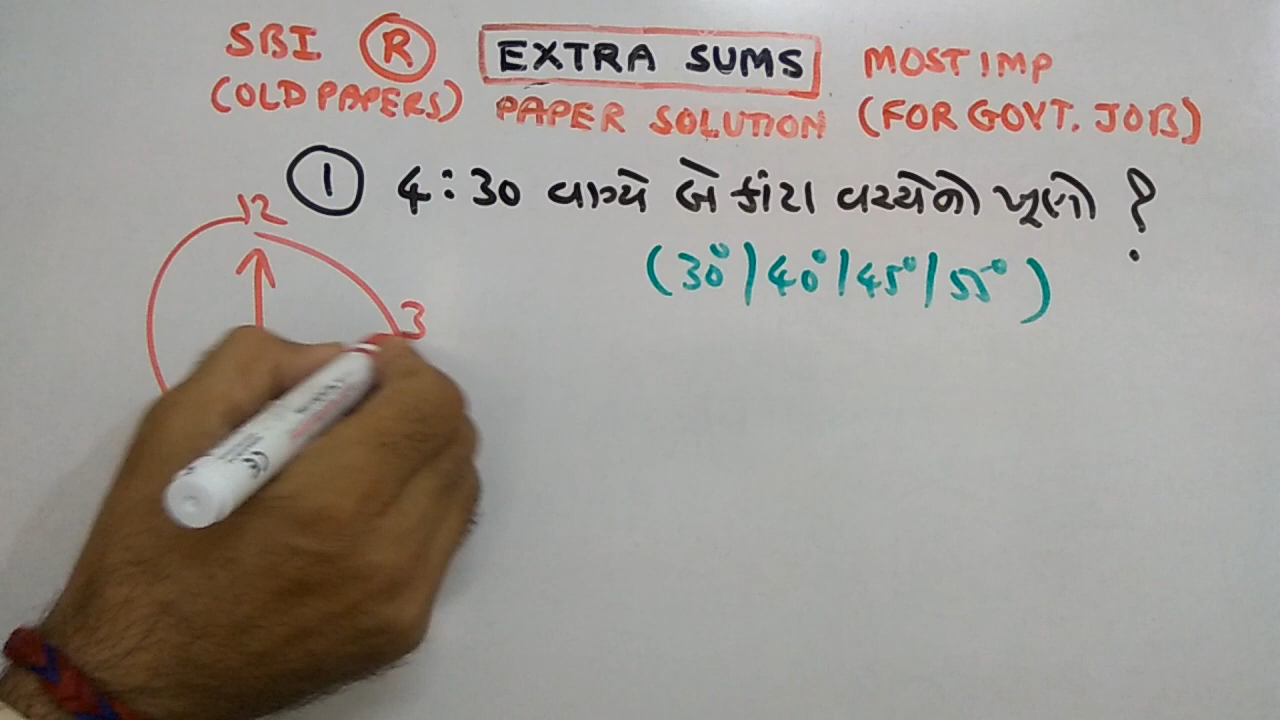 SBI R EXTRA SUMS MOST IMP
(OLD PAPERS) PAPER SOLUTION (FOR GOVT. JOB)
1 4:30 વાગ્યે બે કાંટા વચ્ચેનો ખૂણો ?
(30°/40°/45°/55°)
12
3